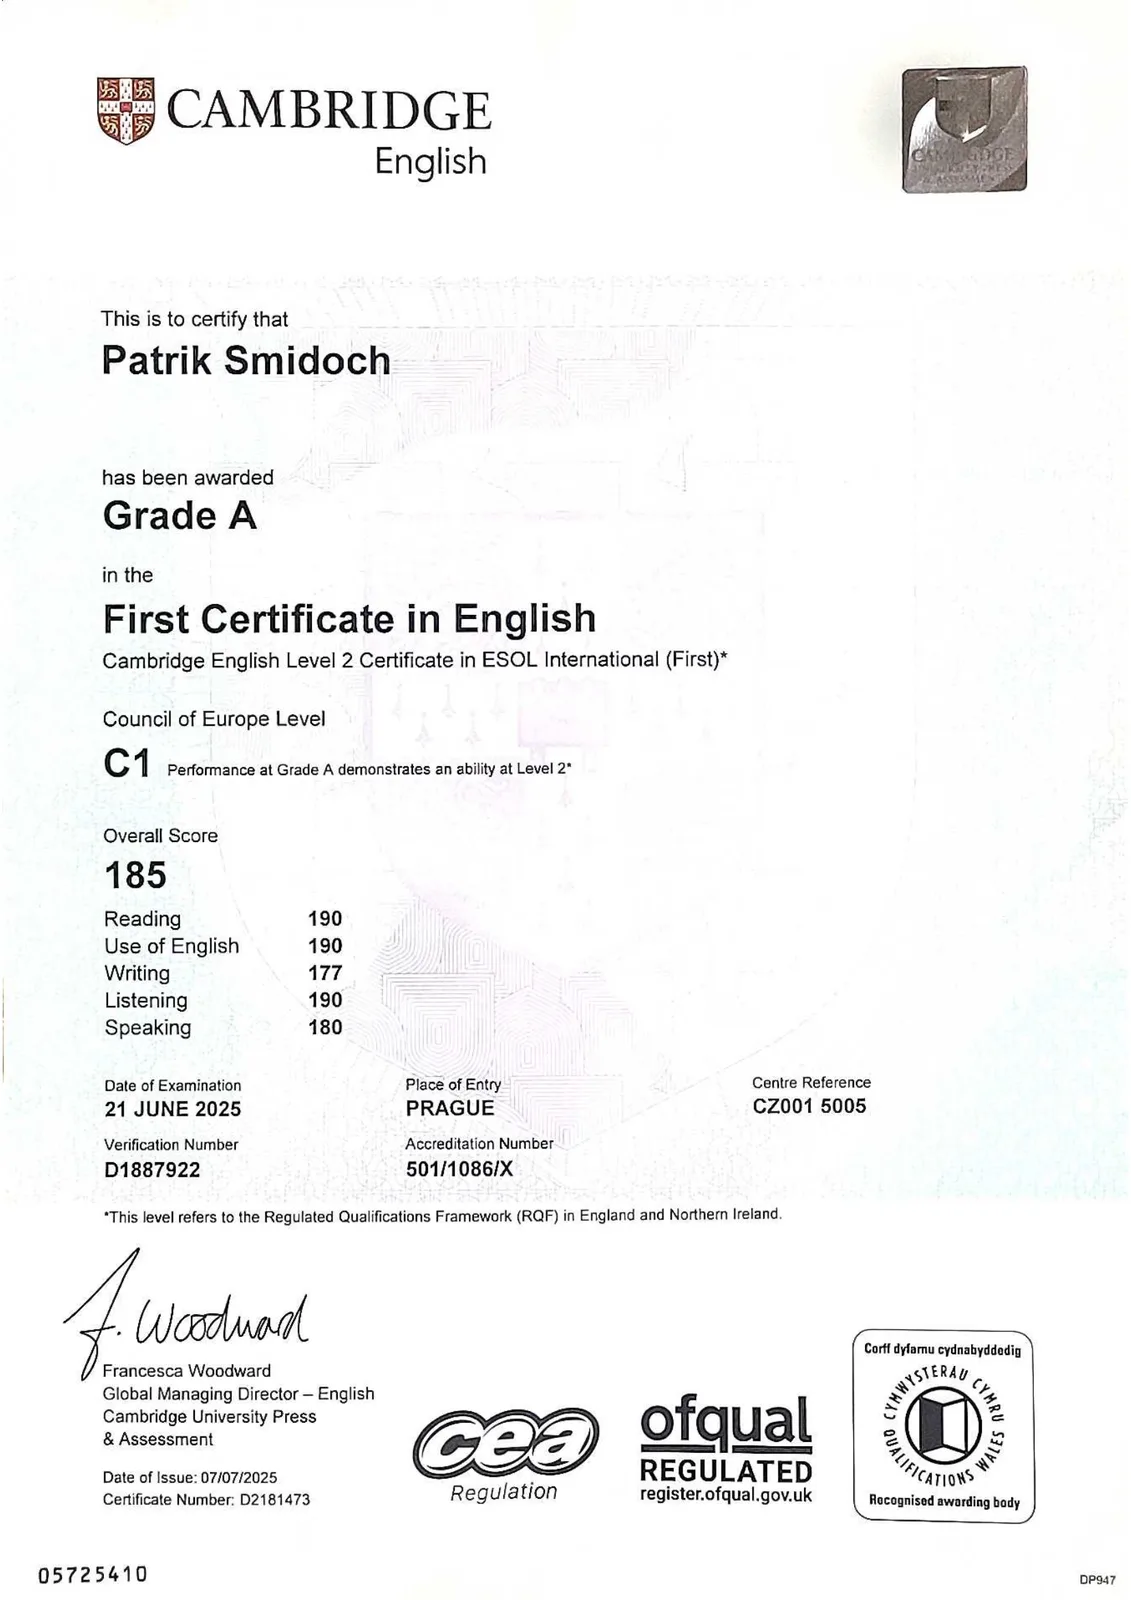 CAMBRIDGE
English
CAMBRIDGE
This is to certify that
Patrik Smidoch
has been awarded
Grade A
in the
First Certificate in English
Cambridge English Level 2 Certificate in ESOL International (First)*
Council of Europe Level
C1 Performance at Grade A demonstrates an ability at Level 2*
Overall Score
185
Reading 190
Use of English 190
Writing 177
Listening 190
Speaking 180
Date of Examination Place of Entry Centre Reference
21 JUNE 2025 PRAGUE CZ001 5005
Verification Number Accreditation Number
D1887922 501/1086/X
*This level refers to the Regulated Qualifications Framework (RQF) in England and Northern Ireland.
F. Woodward
Francesca Woodward
Global Managing Director – English
Cambridge University Press
& Assessment
Date of Issue: 07/07/2025
Certificate Number: D2181473
cea
Regulation
ofqual
REGULATED
register.ofqual.gov.uk
Corff dyfarnu cydnabyddedig
CYMWYSTERAU CYMRU
QUALIFICATIONS WALES
Recognised awarding body
05725410
DP947